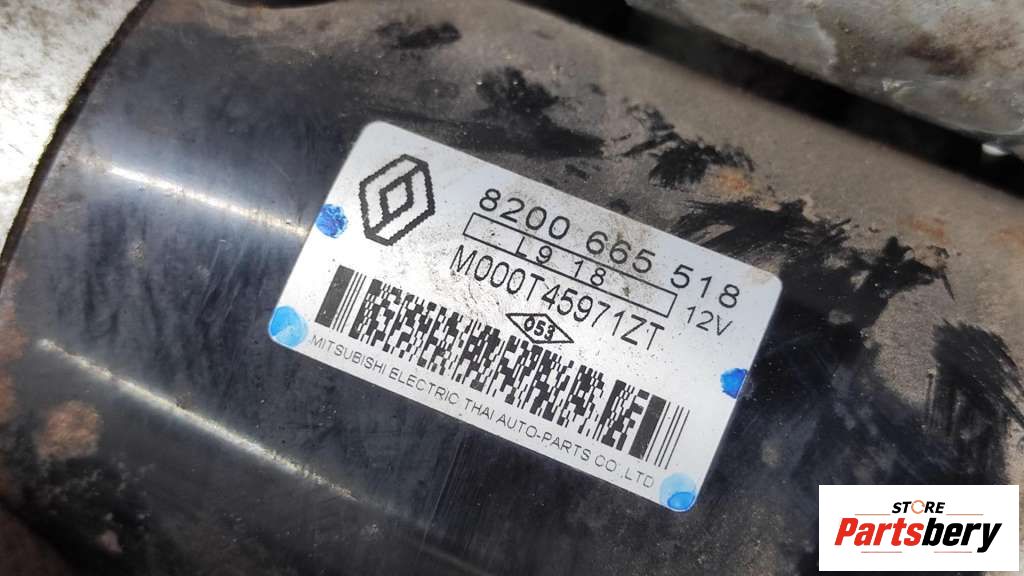 8200 665 518
L9 18
12V
M000T45971ZT
053
MITSUBISHI ELECTRIC THAI AUTO-PARTS CO.,LTD
STORE
Partsbery